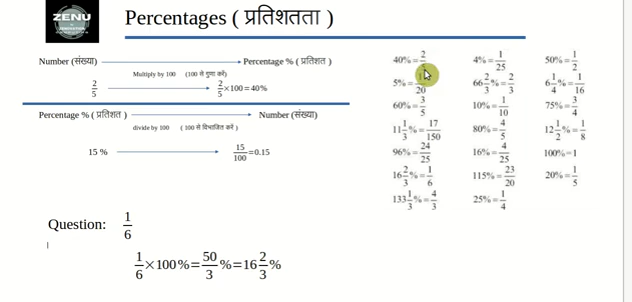 ZENU
Percentages ( प्रतिशतता )
Number (संख्या) Percentage % ( प्रतिशत )
Multiply by 100 (100 से गुणा करें)
2/5 2/5×100=40%
Percentage % ( प्रतिशत ) Number (संख्या)
divide by 100 ( 100 से विभाजित करें )
15 % 15/100=0.15
40%=2/5 4%=1/25 50%=1/2
5%=1/20 66 2/3%=2/3 6 1/4%=1/16
60%=3/5 10%=1/10 75%=3/4
11 1/3%=17/150 80%=4/5 12 1/2%=1/8
96%=24/25 16%=4/25 100%=1
16 2/3%=1/6 115%=23/20 20%=1/5
133 1/3%=4/3 25%=1/4
Question: 1/6
1/6×100%=50/3%=16 2/3%